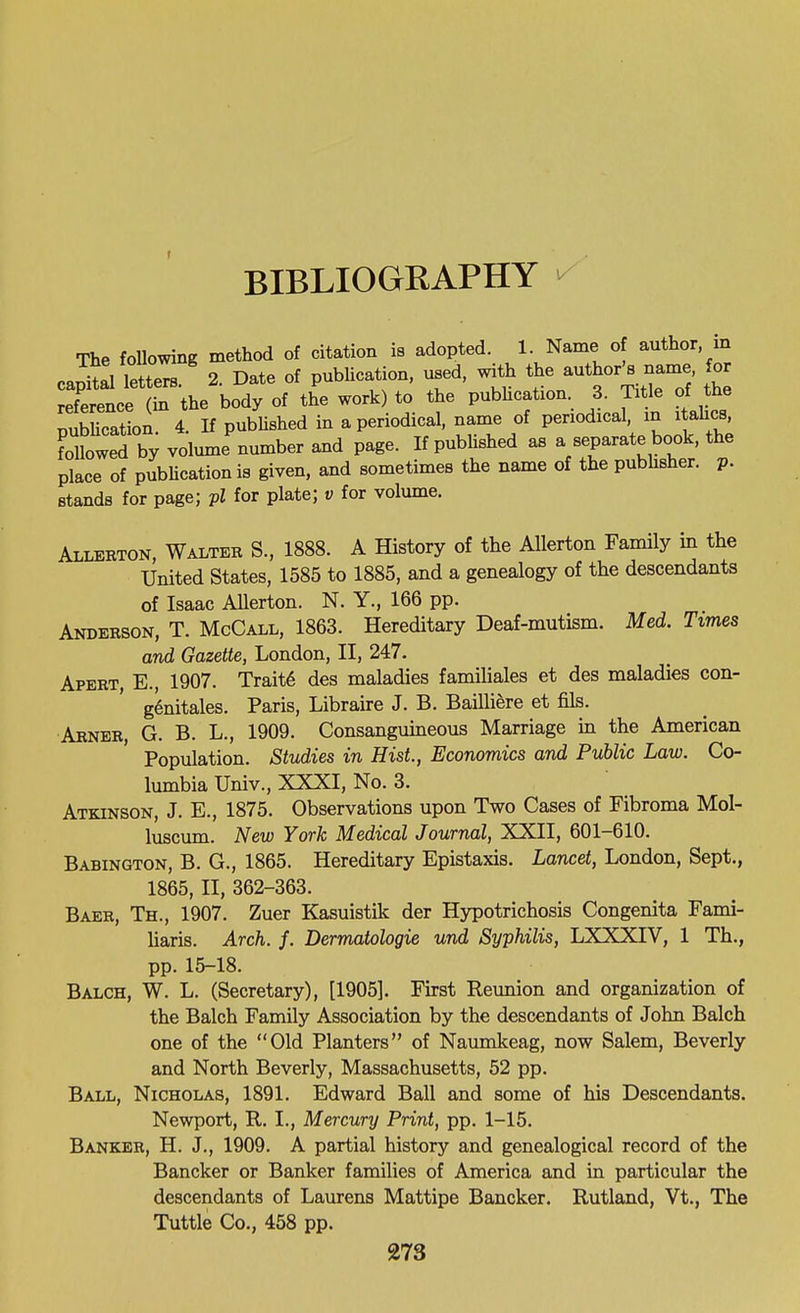 BIBLIOGRAPHY
The following method of citation is adopted. 1. Name of author, in
capital letters. 2. Date of publication, used, with the author's name, for
reference (in the body of the work) to the publication. 3. Title of the
publication. 4. If published in a periodical, name of periodical, in italics,
followed by volume number and page. If published as a separate book, the
place of publication is given, and sometimes the name of the publisher. p.
stands for page; pl for plate; v for volume.
ALLERTON, WALTER S., 1888. A History of the Allerton Family in the
United States, 1585 to 1885, and a genealogy of the descendants
of Isaac Allerton. N. Y., 166 pp.
ANDERSON, T. MCCALL, 1863. Hereditary Deaf-mutism. Med. Times
and Gazette, London, II, 247.
APERT, E., 1907. Traité des maladies familiales et des maladies con-
génitales. Paris, Libraire J. B. Baillière et fils.
ARNER, G. B. L., 1909. Consanguineous Marriage in the American
Population. Studies in Hist., Economics and Public Law. Co-
lumbia Univ., XXXI, No. 3.
ATKINSON, J. E., 1875. Observations upon Two Cases of Fibroma Mol-
luscum. New York Medical Journal, XXII, 601-610.
BABINGTON, B. G., 1865. Hereditary Epistaxis. Lancet, London, Sept.,
1865, II, 362-363.
BAER, TH., 1907. Zuer Kasuistik der Hypotrichosis Congenita Fami-
liaris. Arch. f. Dermatologie und Syphilis, LXXXIV, 1 Th.,
pp. 15-18.
BALCH, W. L. (Secretary), [1905]. First Reunion and organization of
the Balch Family Association by the descendants of John Balch
one of the "Old Planters" of Naumkeag, now Salem, Beverly
and North Beverly, Massachusetts, 52 pp.
BALL, NICHOLAS, 1891. Edward Ball and some of his Descendants.
Newport, R. I., Mercury Print, pp. 1-15.
BANKER, H. J., 1909. A partial history and genealogical record of the
Bancker or Banker families of America and in particular the
descendants of Laurens Mattipe Bancker. Rutland, Vt., The
Tuttle Co., 458 pp.
273